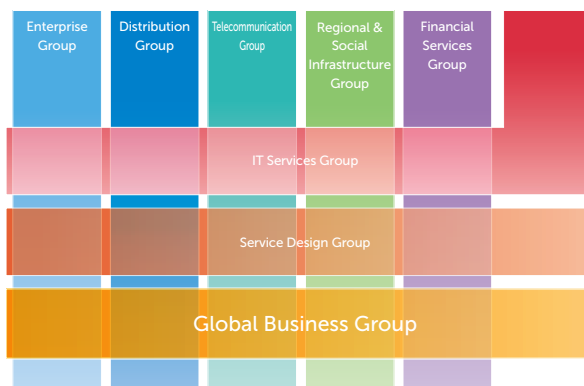 Enterprise
Group
Distribution
Group
Telecommunication
Group
Regional &
Social
Infrastructure
Group
Financial
Services
Group
IT Services Group
Service Design Group
Global Business Group